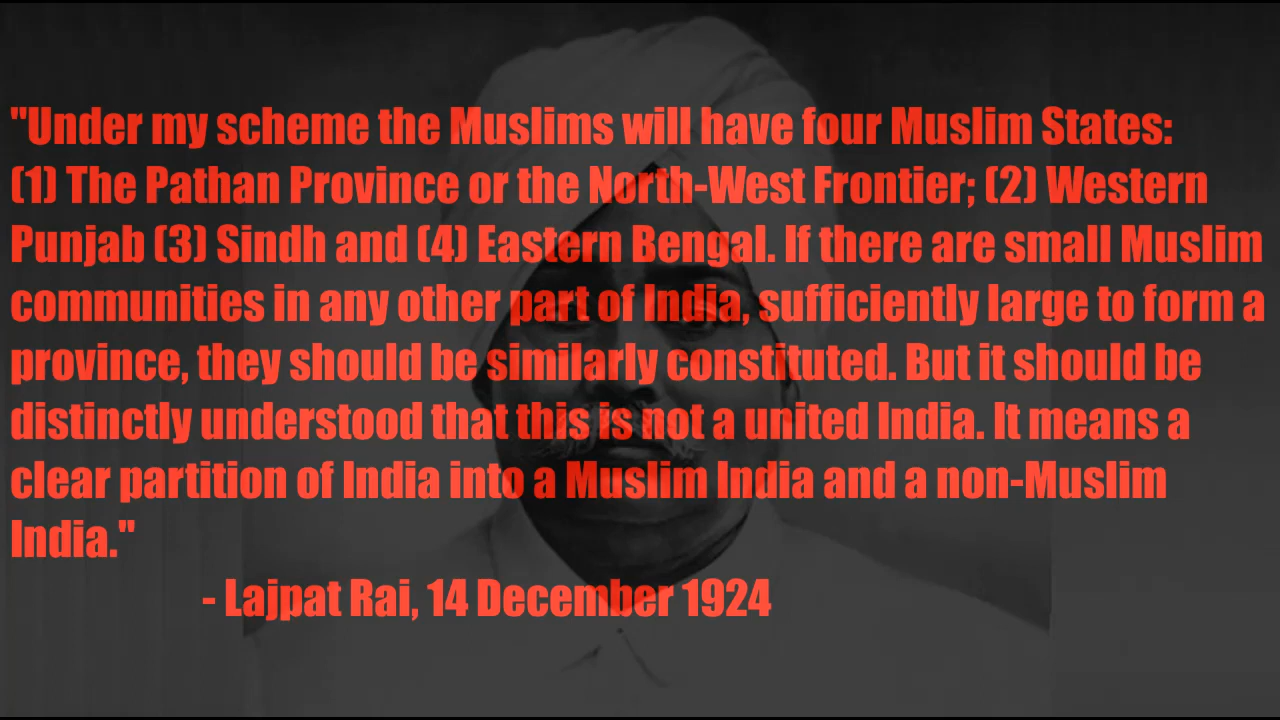 "Under my scheme the Muslims will have four Muslim States:
(1) The Pathan Province or the North-West Frontier; (2) Western
Punjab (3) Sindh and (4) Eastern Bengal. If there are small Muslim
communities in any other part of India, sufficiently large to form a
province, they should be similarly constituted. But it should be
distinctly understood that this is not a united India. It means a
clear partition of India into a Muslim India and a non-Muslim
India."
- Lajpat Rai, 14 December 1924